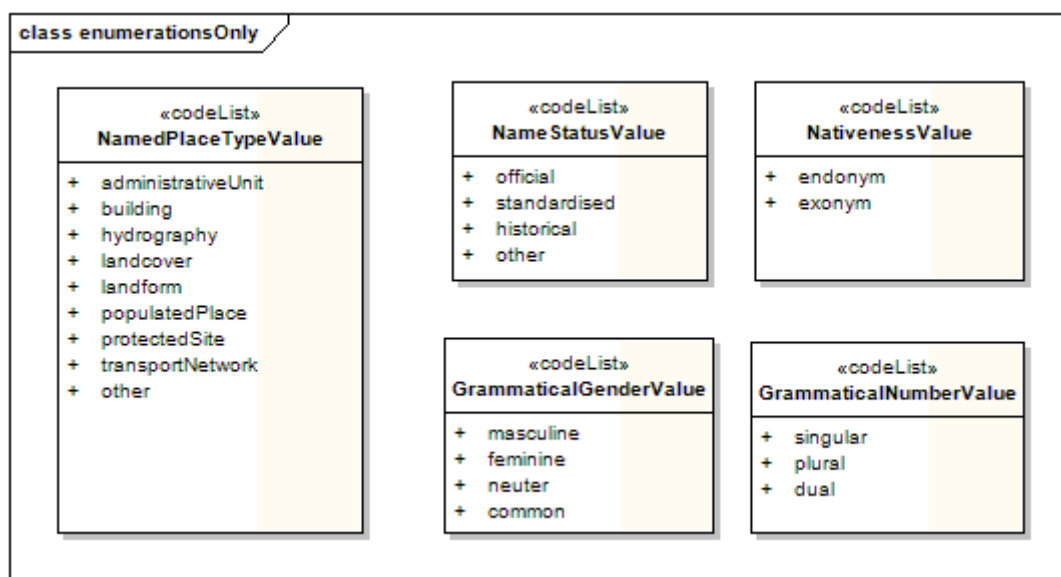 class enumerationsOnly
«codeList»
NamedPlaceTypeValue
+ administrativeUnit
+ building
+ hydrography
+ landcover
+ landform
+ populatedPlace
+ protectedSite
+ transportNetwork
+ other
«codeList»
NameStatusValue
+ official
+ standardised
+ historical
+ other
«codeList»
NativenessValue
+ endonym
+ exonym
«codeList»
GrammaticalGenderValue
+ masculine
+ feminine
+ neuter
+ common
«codeList»
GrammaticalNumberValue
+ singular
+ plural
+ dual